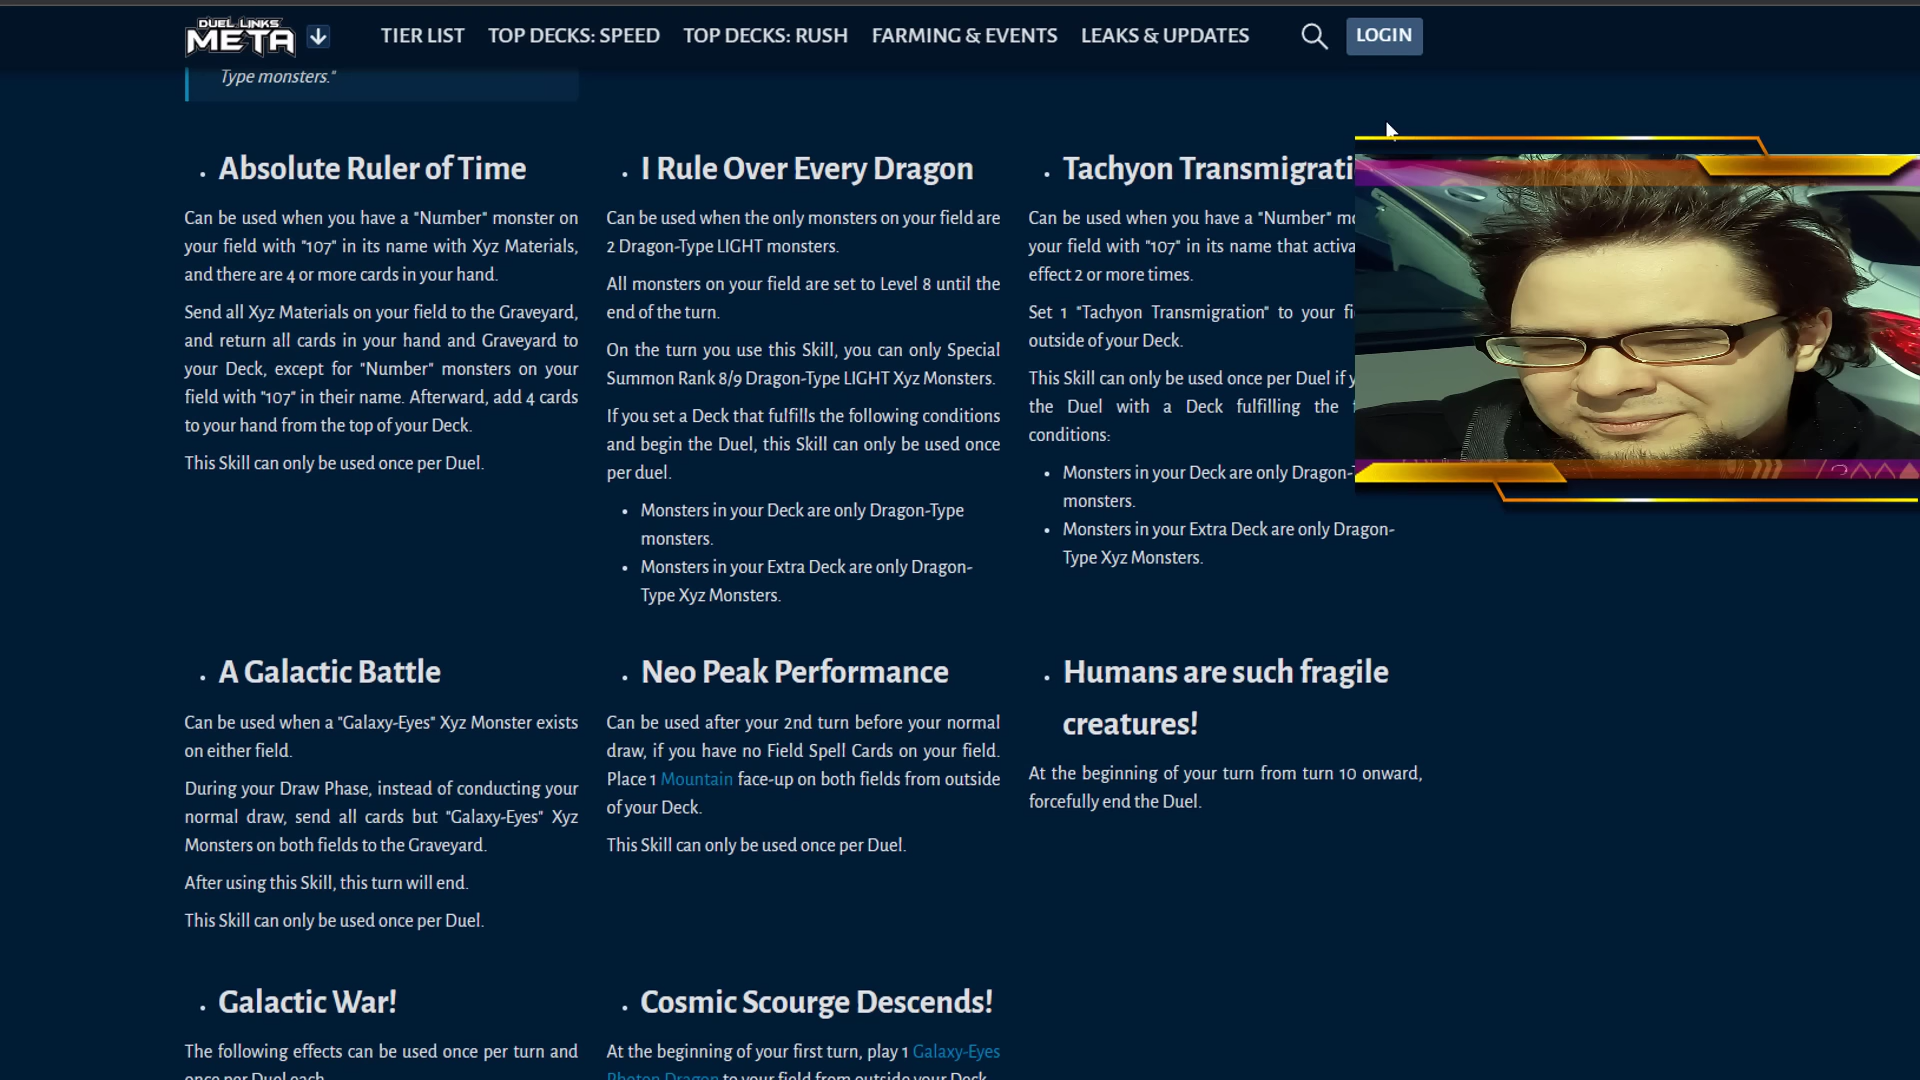 DUEL LINKS
META
TIER LIST
TOP DECKS: SPEED
TOP DECKS: RUSH
FARMING & EVENTS
LEAKS & UPDATES
LOGIN
Type monsters."
Absolute Ruler of Time
Can be used when you have a "Number" monster on
your field with "107" in its name with Xyz Materials,
and there are 4 or more cards in your hand.
Send all Xyz Materials on your field to the Graveyard,
and return all cards in your hand and Graveyard to
your Deck, except for "Number" monsters on your
field with "107" in their name. Afterward, add 4 cards
to your hand from the top of your Deck.
This Skill can only be used once per Duel.
I Rule Over Every Dragon
Can be used when the only monsters on your field are
2 Dragon-Type LIGHT monsters.
All monsters on your field are set to Level 8 until the
end of the turn.
On the turn you use this Skill, you can only Special
Summon Rank 8/9 Dragon-Type LIGHT Xyz Monsters.
If you set a Deck that fulfills the following conditions
and begin the Duel, this Skill can only be used once
per duel.
• Monsters in your Deck are only Dragon-Type
monsters.
• Monsters in your Extra Deck are only Dragon-
Type Xyz Monsters.
Tachyon Transmigrati
Can be used when you have a "Number"
your field with "107" in its name that
effect 2 or more times.
Set 1 "Tachyon Transmigration" to your
outside of your Deck.
This Skill can only be used once per Duel if
the Duel with a Deck fulfilling the
conditions:
• Monsters in your Deck are only Dragon-
monsters.
• Monsters in your Extra Deck are only Dragon-
Type Xyz Monsters.
A Galactic Battle
Can be used when a "Galaxy-Eyes" Xyz Monster exists
on either field.
During your Draw Phase, instead of conducting your
normal draw, send all cards but "Galaxy-Eyes" Xyz
Monsters on both fields to the Graveyard.
After using this Skill, this turn will end.
This Skill can only be used once per Duel.
Neo Peak Performance
Can be used after your 2nd turn before your normal
draw, if you have no Field Spell Cards on your field.
Place 1 Mountain face-up on both fields from outside
of your Deck.
This Skill can only be used once per Duel.
Humans are such fragile
creatures!
At the beginning of your turn from turn 10 onward,
forcefully end the Duel.
Galactic War!
The following effects can be used once per turn and
once per Duel each.
Cosmic Scourge Descends!
At the beginning of your first turn, play 1 Galaxy-Eyes
Photon Dragon to your field from outside your Deck.